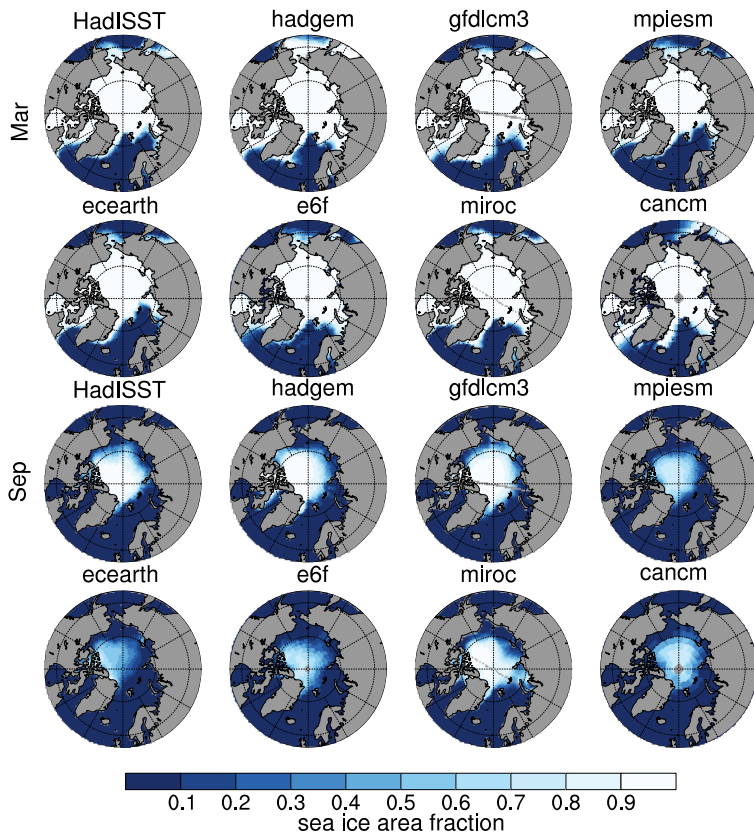 HadISST hadgem gfdlcm3 mpiesm
Mar
ecearth e6f miroc cancm
HadISST hadgem gfdlcm3 mpiesm
Sep
ecearth e6f miroc cancm
0.1 0.2 0.3 0.4 0.5 0.6 0.7 0.8 0.9
sea ice area fraction